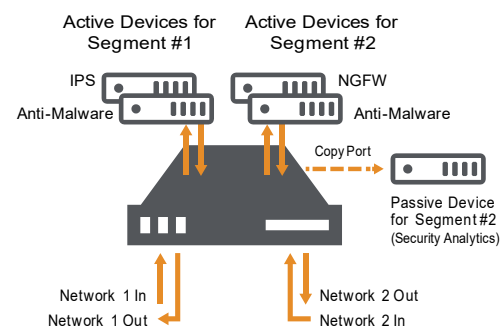 Active Devices for
Segment #1
Active Devices for
Segment #2
IPS
NGFW
Anti-Malware
Anti-Malware
Copy Port
Passive Device
for Segment #2
(Security Analytics)
Network 1 In
Network 2 Out
Network 1 Out
Network 2 In